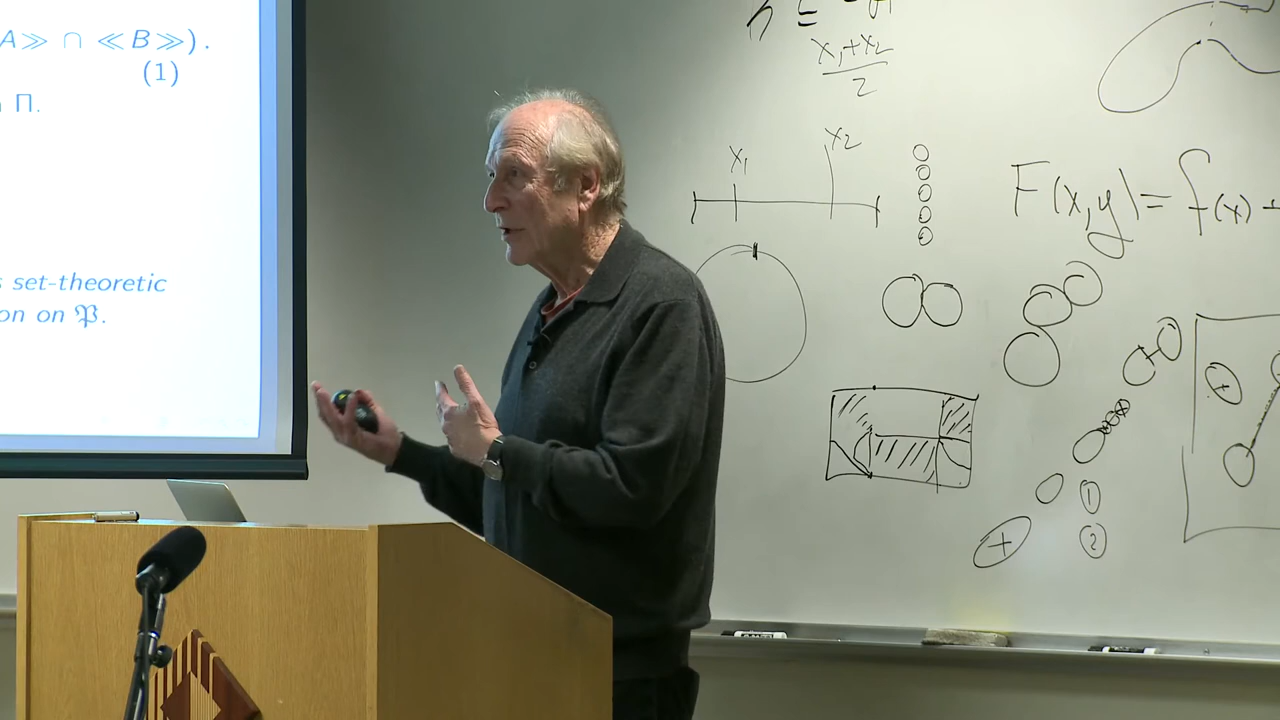 A≫ ∩ ≪B≫).
(1)
Π.
set-theoretic
on on 𝔓.
x₁+x₂
2
x₁
x₂
F(x,y)=f(x)+
+
+
1
2